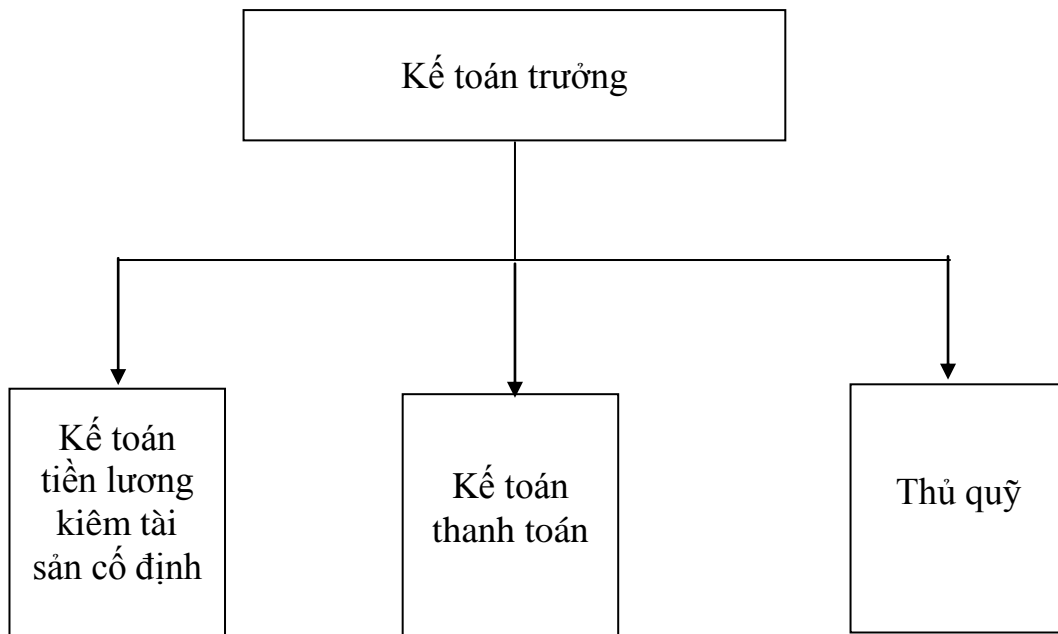 Kế toán trưởng
Kế toán
tiền lương
kiêm tài
sản cố định
Kế toán
thanh toán
Thủ quỹ